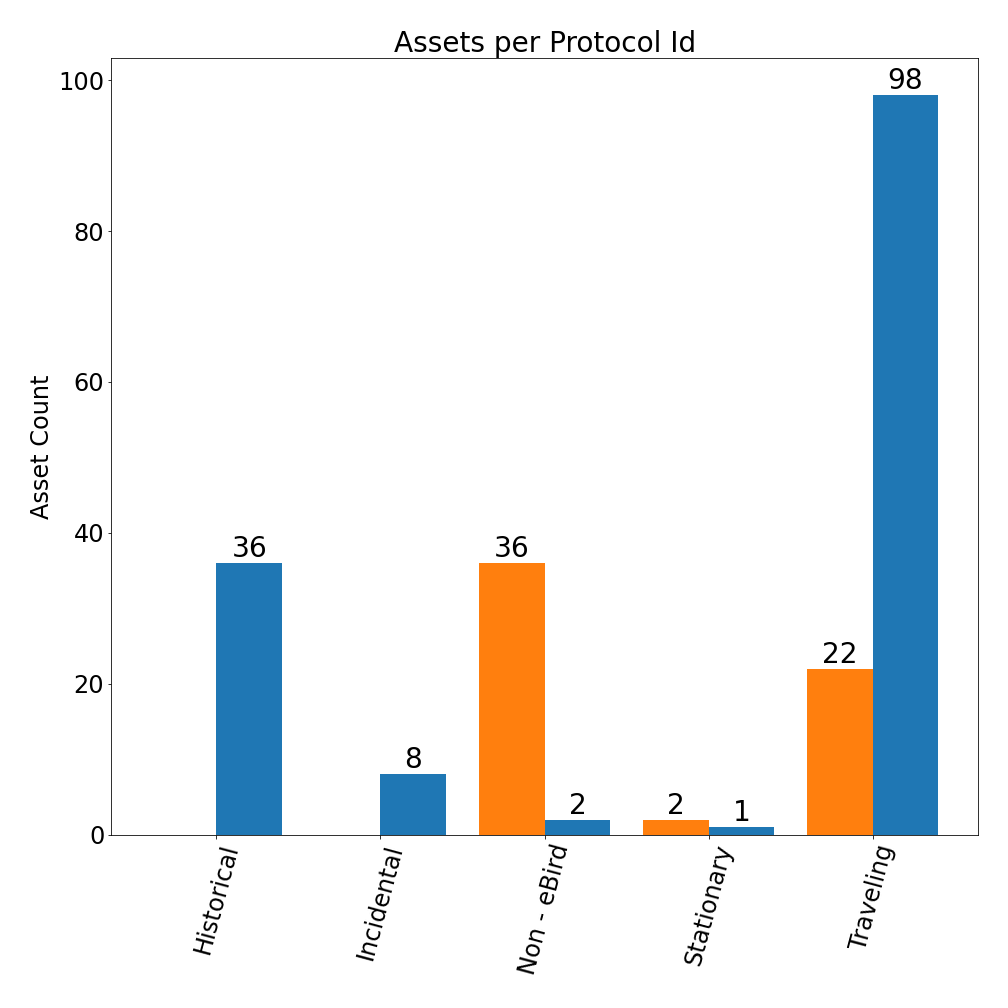 Assets per Protocol Id
Asset Count
100
80
60
40
20
0
36
8
36
2
2
1
22
98
Historical
Incidental
Non - eBird
Stationary
Traveling